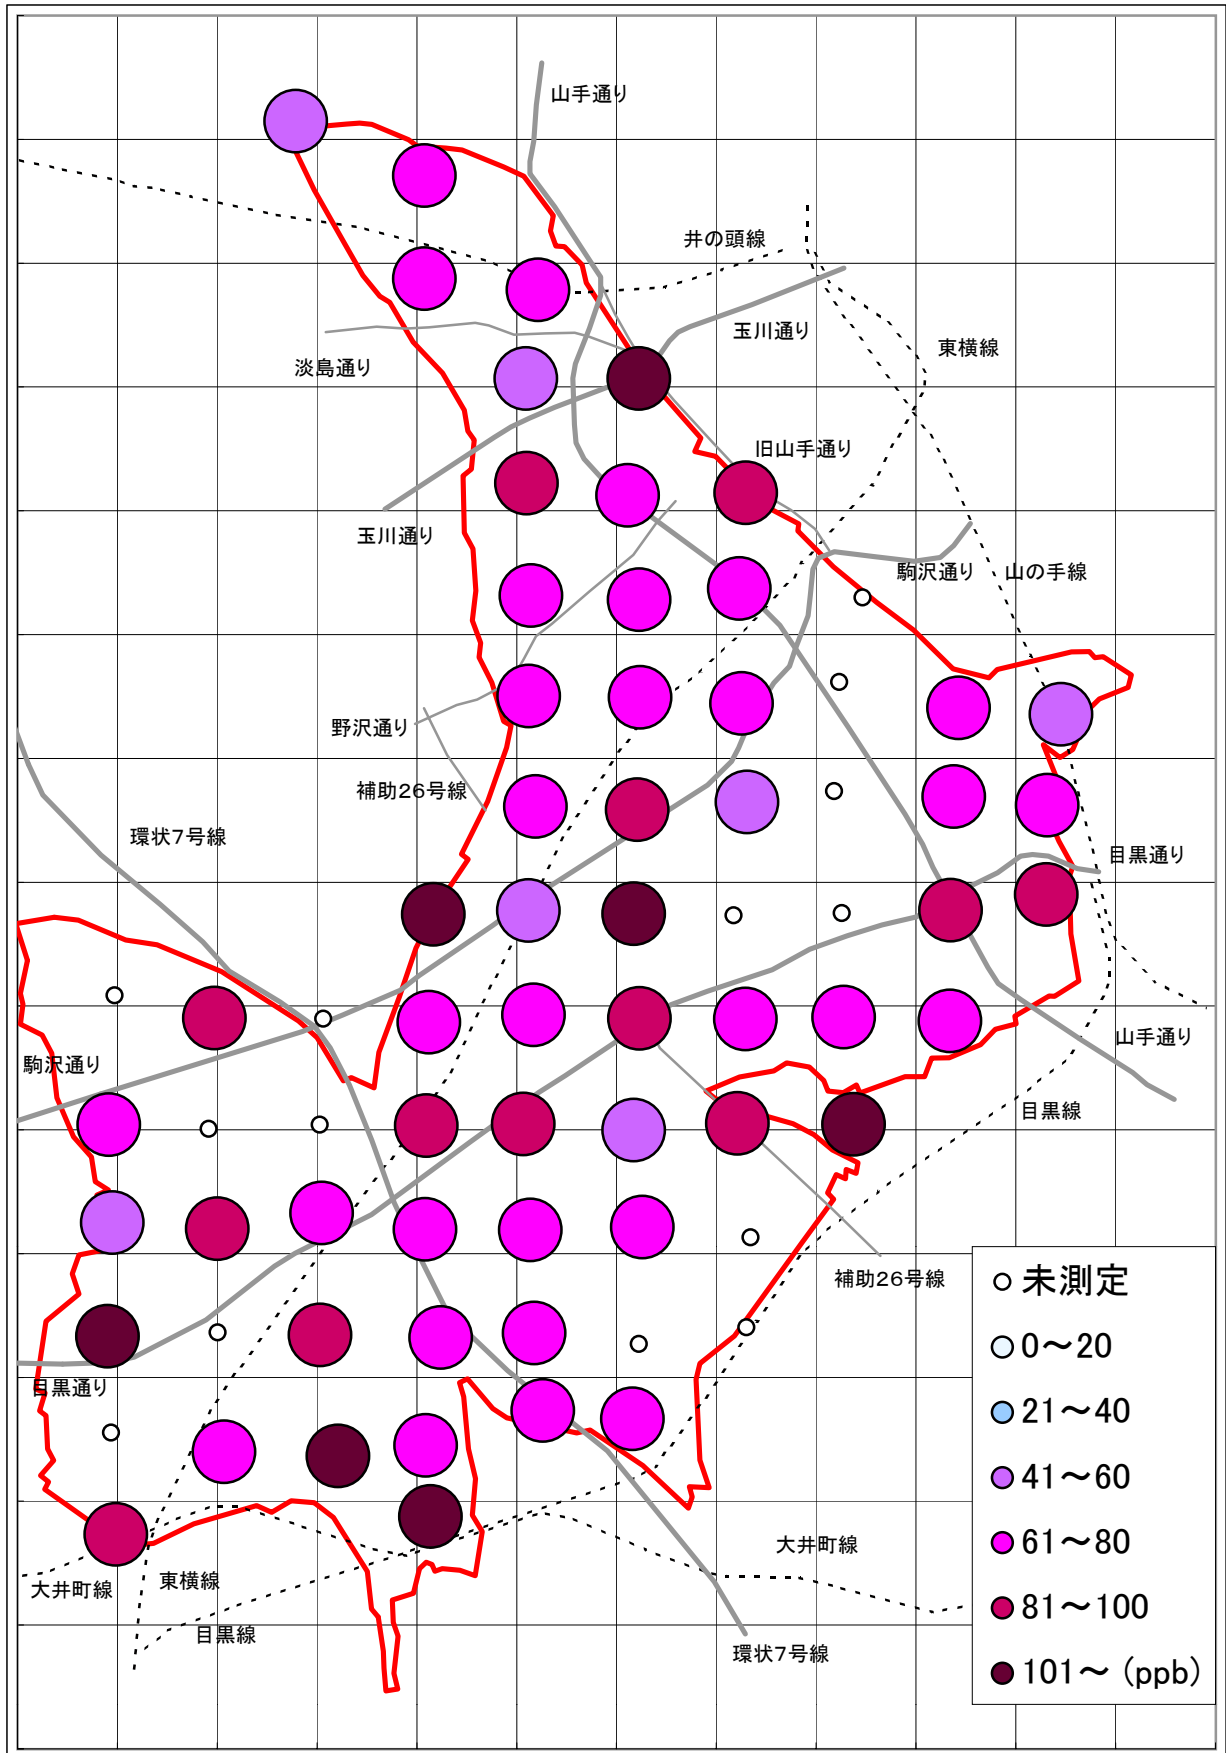 山手通り
井の頭線
玉川通り
東横線
淡島通り
旧山手通り
玉川通り
駒沢通り
山の手線
野沢通り
補助26号線
環状7号線
目黒通り
山手通り
駒沢通り
目黒線
補助26号線
目黒通り
大井町線
東横線
大井町線
目黒線
環状7号線
未測定
0～20
21～40
41～60
61～80
81～100
101～ (ppb)